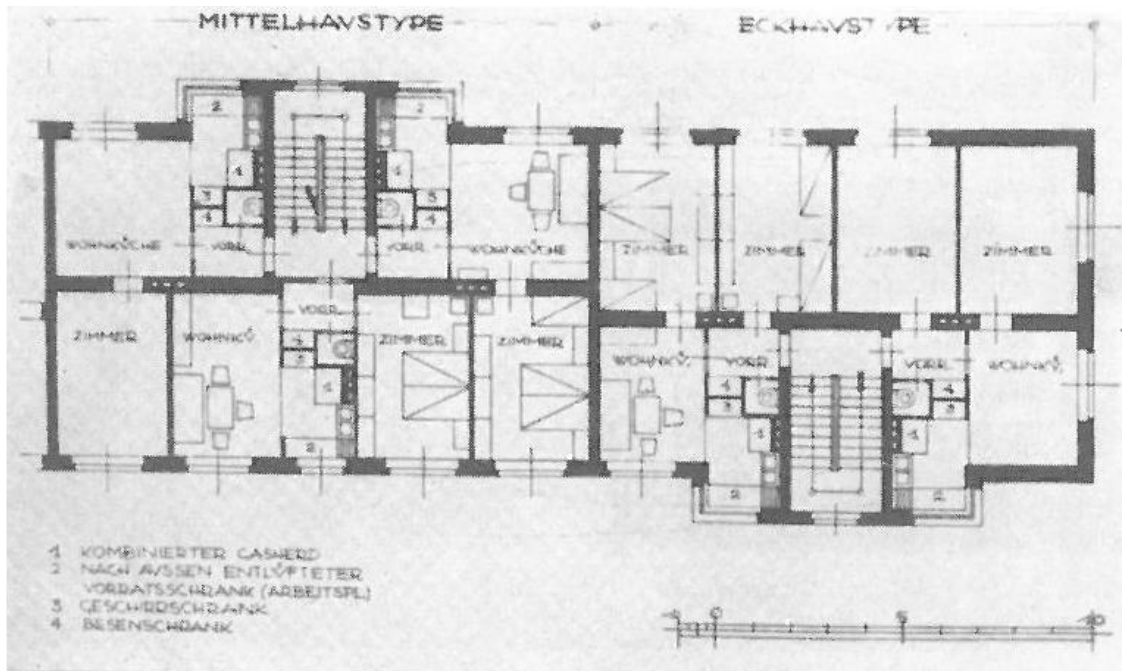 MITTELHAVSTYPE
ECKHAVSTYPE
2
2
1
1
3
3
4
4
WOHNKÜCHE
VORR.
VORR.
WOHNKÜCHE
ZIMMER
ZIMMER
ZIMMER
ZIMMER
VORR.
ZIMMER
WOHNKÜ.
ZIMMER
ZIMMER
4
3
1
2
WOHNKÜ.
VORR.
VORR.
WOHNKÜ.
4
4
3
3
1
1
2
2
1 KOMBINIERTER GASHERD
2 NACH AVSSEN ENTLÜFTETER
VORRATSSCHRANK (ARBEITSPL.)
3 GESCHIRRSCHRANK
4 BESENSCHRANK
1 0 5 10